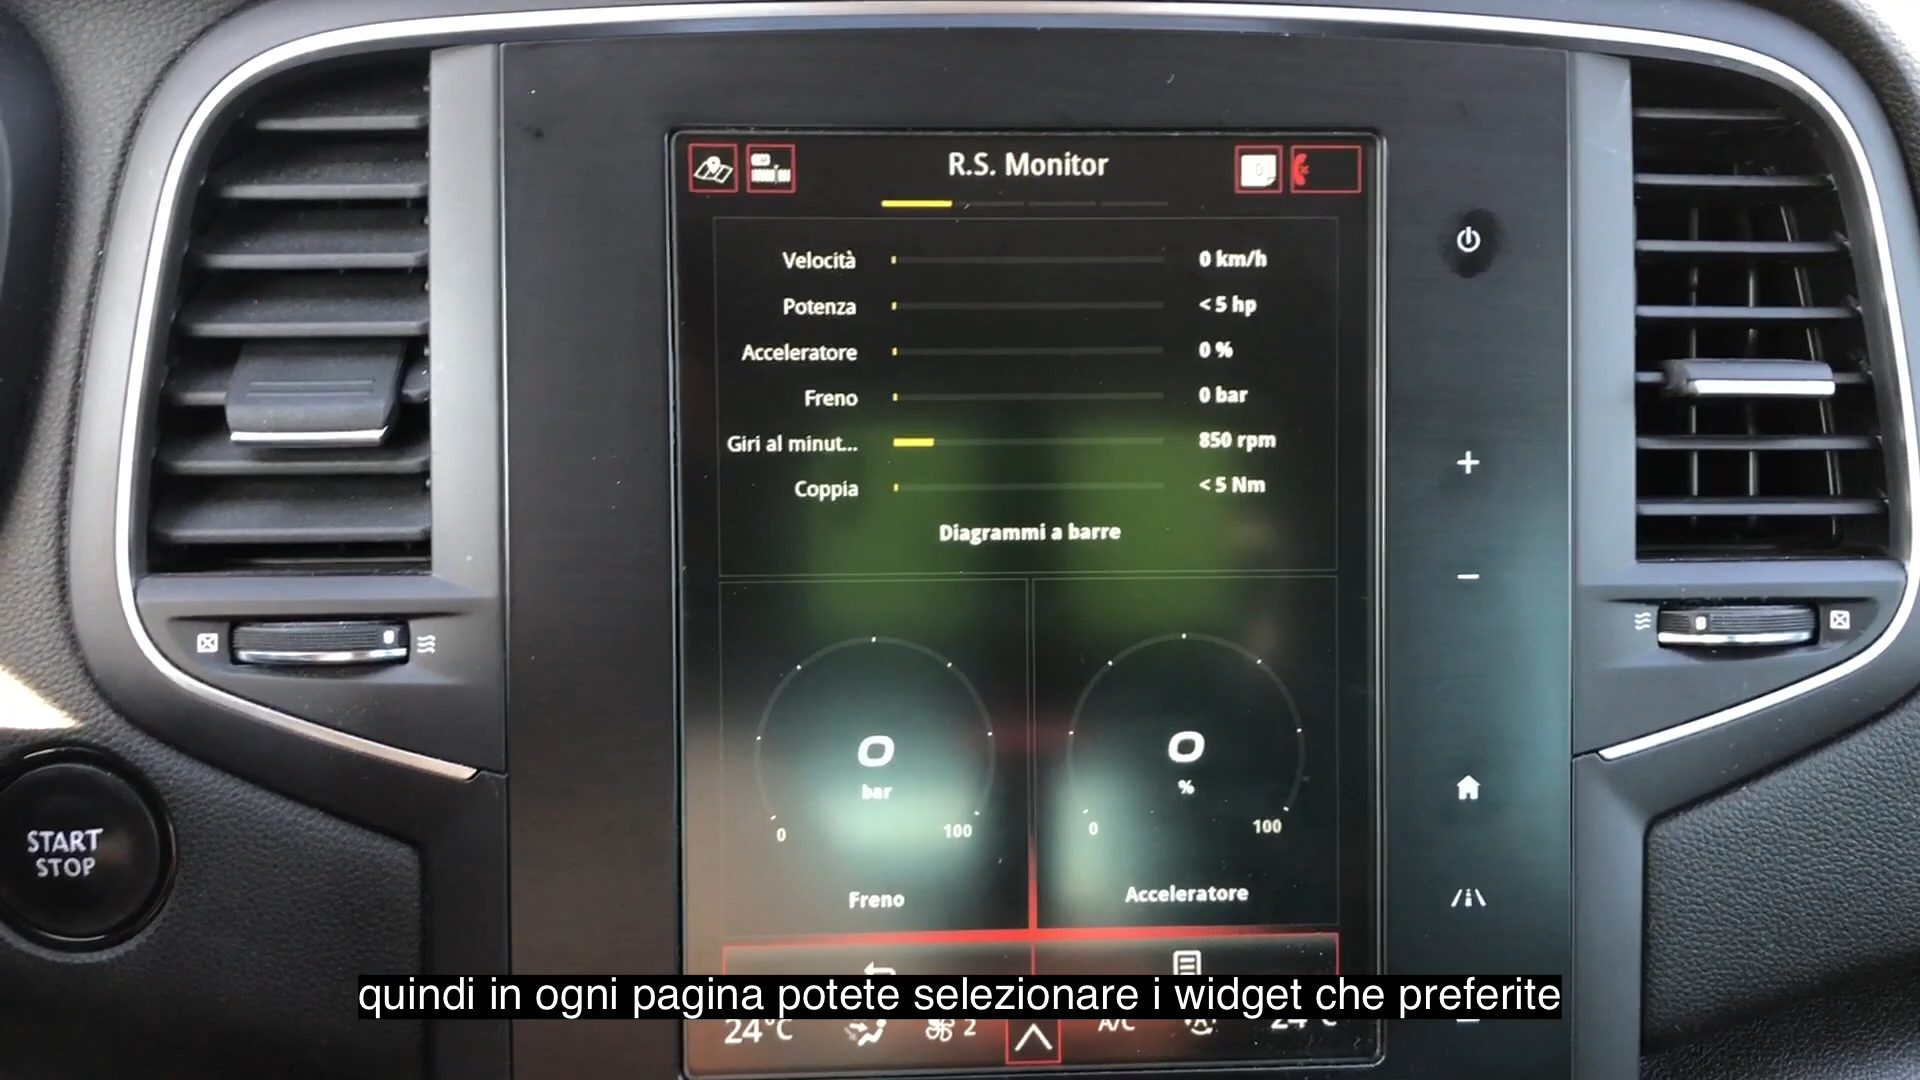 R.S. Monitor
Velocità 0 km/h
Potenza < 5 hp
Acceleratore 0 %
Freno 0 bar
Giri al minut... 850 rpm
Coppia < 5 Nm
Diagrammi a barre
0 0
bar %
0 100 0 100
Freno Acceleratore
START
STOP
quindi in ogni pagina potete selezionare i widget che preferite
24°C 2 A/C 24°C